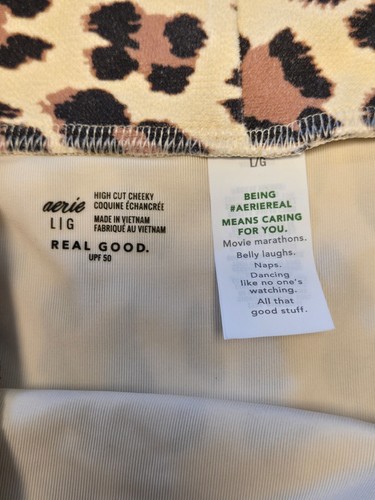 aerie
L|G
HIGH CUT CHEEKY
COQUINE ÉCHANCRÉE
MADE IN VIETNAM
FABRIQUÉ AU VIETNAM
REAL GOOD.
UPF 50
L/G
BEING
#AERIEREAL
MEANS CARING
FOR YOU.
Movie marathons.
Belly laughs.
Naps.
Dancing
like no one's
watching.
All that
good stuff.